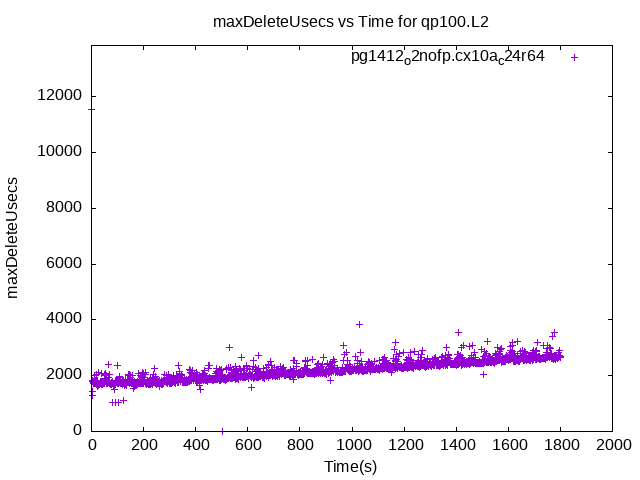 maxDeleteUsecs vs Time for qp100.L2
pg1412o2nofp.cx10ac24r64
12000
10000
8000
6000
4000
2000
0
maxDeleteUsecs
0 200 400 600 800 1000 1200 1400 1600 1800 2000
Time(s)